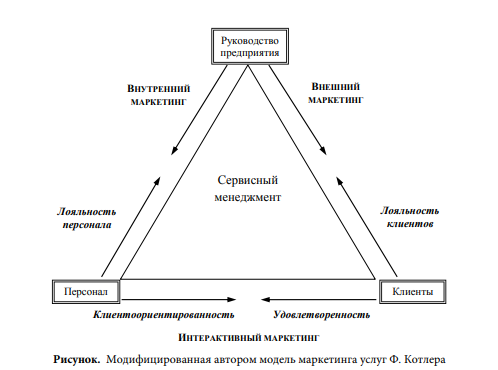 Руководство
предприятия
ВНУТРЕННИЙ
МАРКЕТИНГ
ВНЕШНИЙ
МАРКЕТИНГ
Сервисный
менеджмент
Лояльность
персонала
Лояльность
клиентов
Персонал
Клиенты
Клиентоориентированность
Удовлетворенность
ИНТЕРАКТИВНЫЙ МАРКЕТИНГ
Рисунок. Модифицированная автором модель маркетинга услуг Ф. Котлера